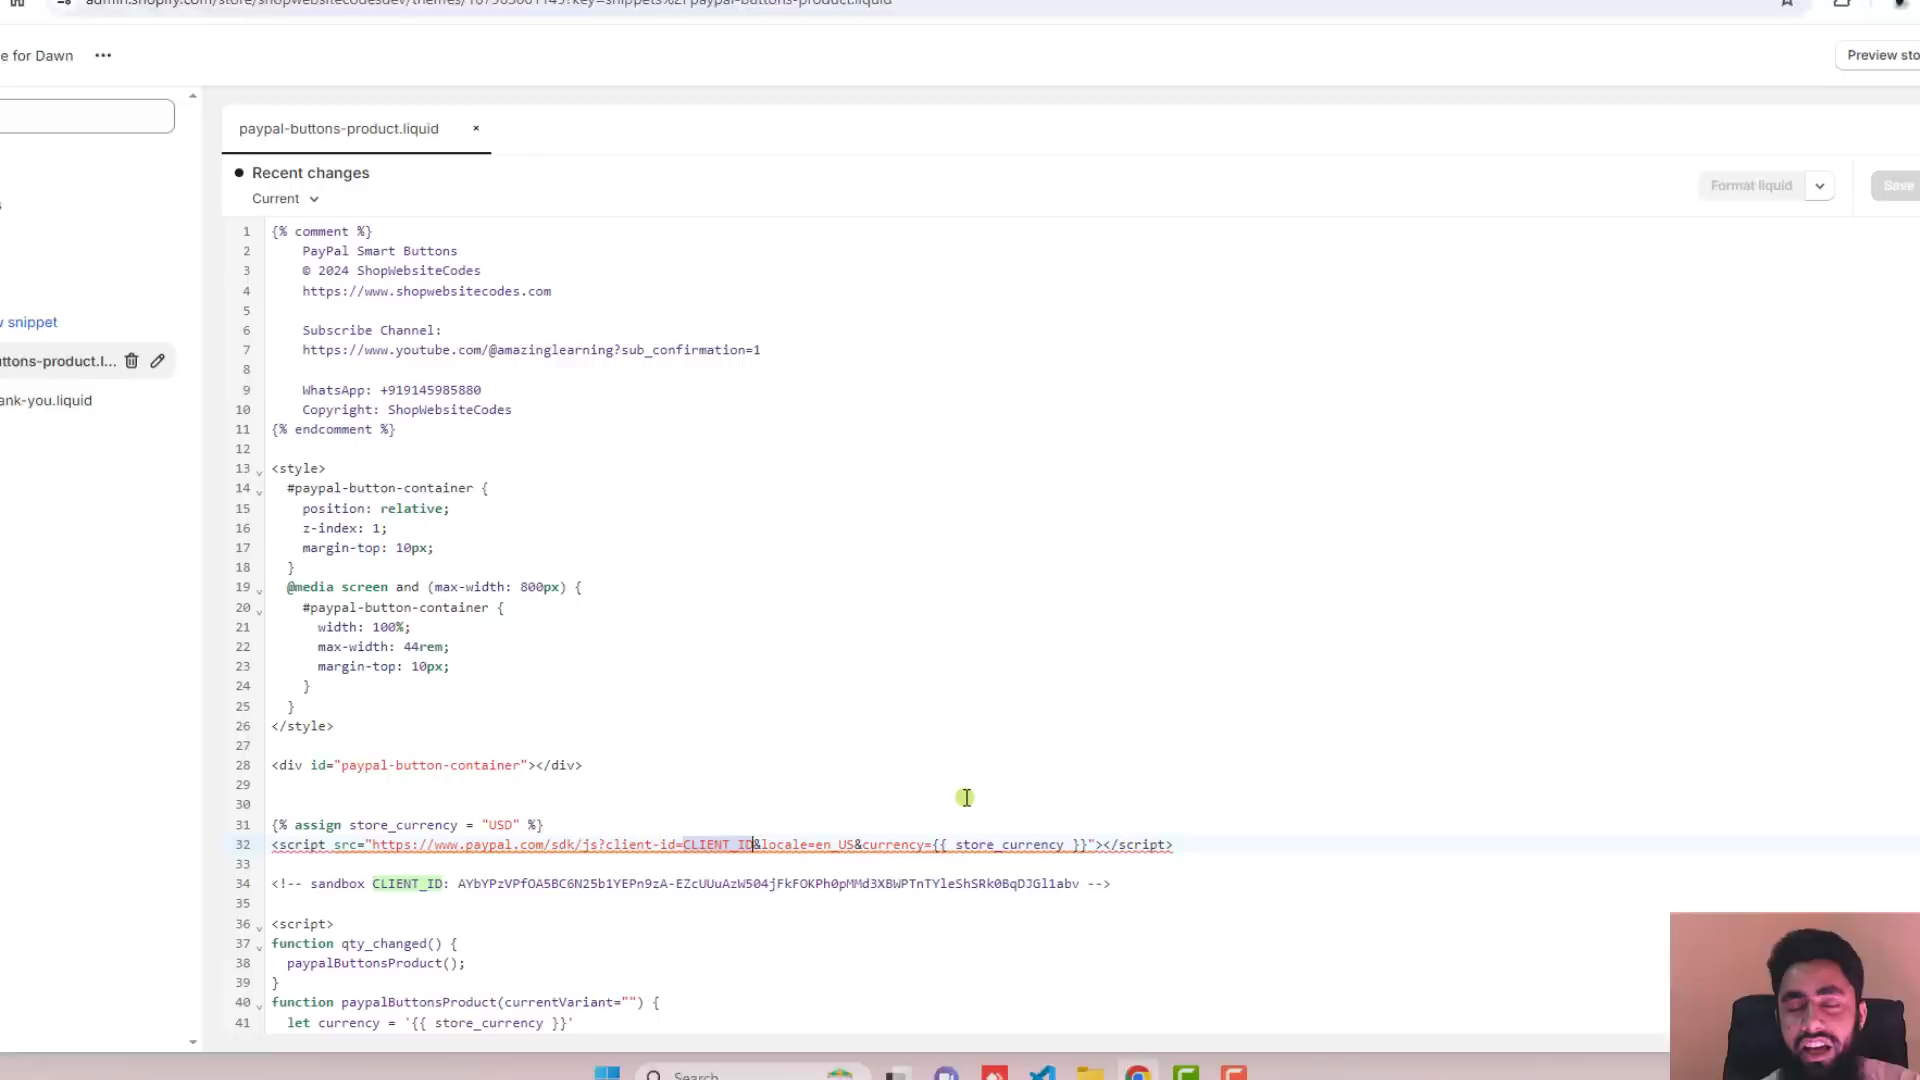 e for Dawn •••
Preview sto
w snippet
uttons-product.l...
ank-you.liquid
paypal-buttons-product.liquid ×
Recent changes
Current
Format liquid
Save
1 {% comment %}
2 PayPal Smart Buttons
3 © 2024 ShopWebsiteCodes
4 https://www.shopwebsitecodes.com
5
6 Subscribe Channel:
7 https://www.youtube.com/@amazinglearning?sub_confirmation=1
8
9 WhatsApp: +919145985880
10 Copyright: ShopWebsiteCodes
11 {% endcomment %}
12
13 <style>
14 #paypal-button-container {
15 position: relative;
16 z-index: 1;
17 margin-top: 10px;
18 }
19 @media screen and (max-width: 800px) {
20 #paypal-button-container {
21 width: 100%;
22 max-width: 44rem;
23 margin-top: 10px;
24 }
25 }
26 </style>
27
28 <div id="paypal-button-container"></div>
29
30
31 {% assign store_currency = "USD" %}
32 <script src="https://www.paypal.com/sdk/js?client-id=CLIENT_ID&locale=en_US&currency={{ store_currency }}"></script>
33
34 <!-- sandbox CLIENT_ID: AYbYPzVPfOA5BC6N25b1YEPn9zA-EZcUUuAzW504jFkFOKPh0pMMd3XBWPTnTYleShSRk0BqDJGl1abv -->
35
36 <script>
37 function qty_changed() {
38 paypalButtonsProduct();
39 }
40 function paypalButtonsProduct(currentVariant="") {
41 let currency = '{{ store_currency }}'
Search